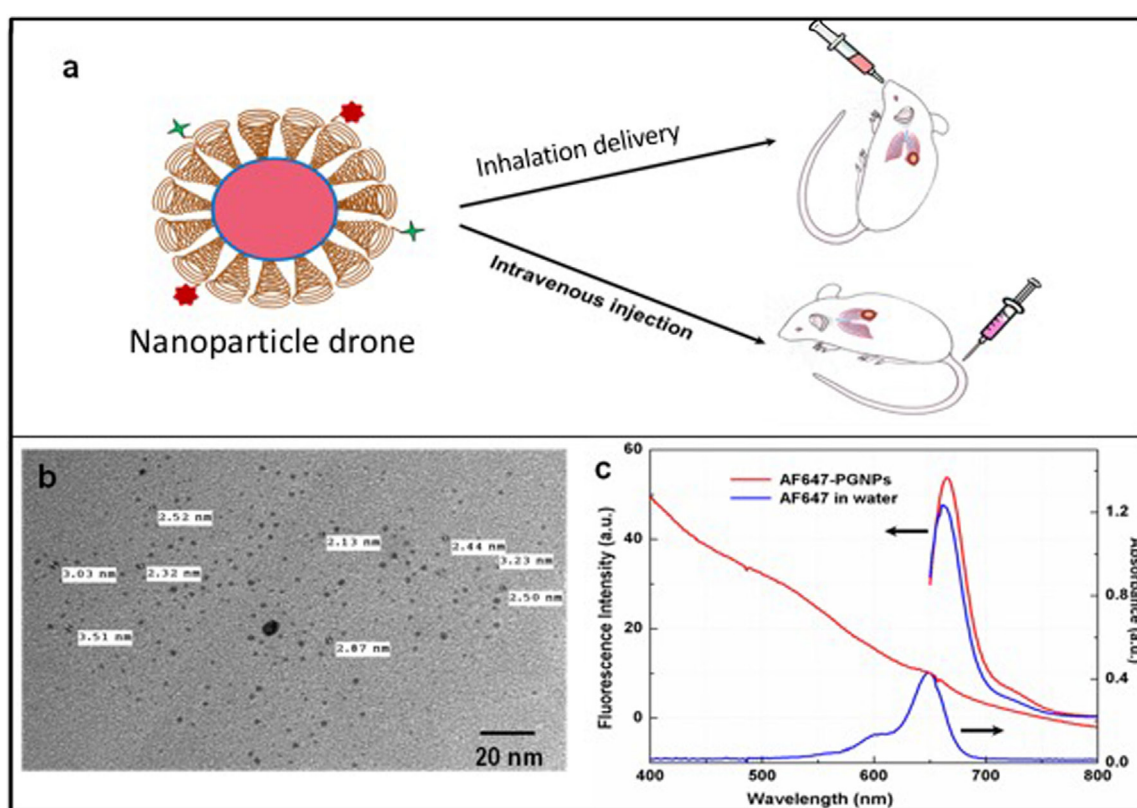 a
Inhalation delivery
Intravenous injection
Nanoparticle drone
b
2.52 nm
2.13 nm
2.44 nm
3.23 nm
3.03 nm
2.32 nm
2.50 nm
3.51 nm
2.87 nm
20 nm
c
60
40
20
0
Fluorescence Intensity (a.u.)
AF647-PGNPs
AF647 in water
1.2
0.8
0.4
0.0
Absorbance (a.u.)
400 500 600 700 800
Wavelength (nm)